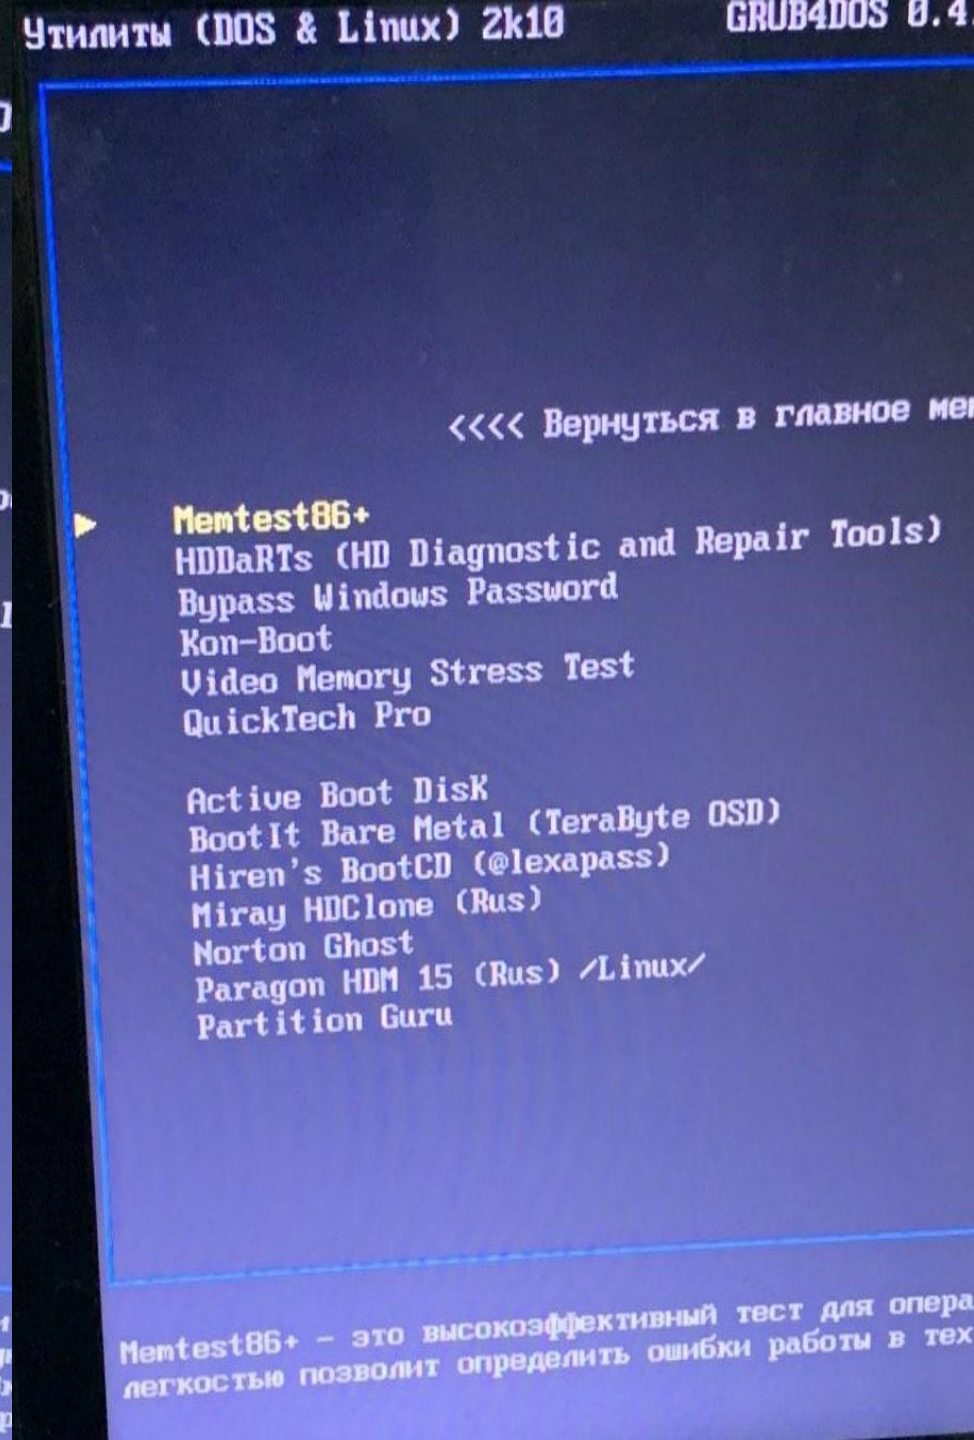 Утилиты (DOS & Linux) 2k10 GRUB4DOS 0.4
<<<< Вернуться в главное
Memtest86+
HDDaRTs (HD Diagnostic and Repair Tools)
Bypass Windows Password
Kon-Boot
Video Memory Stress Test
QuickTech Pro
Active Boot DisK
BootIt Bare Metal (TeraByte OSD)
Hiren's BootCD (@lexapass)
Miray HDClone (Rus)
Norton Ghost
Paragon HDM 15 (Rus) /Linux/
Partition Guru
Memtest86+ - это высокоэффективный тест для
легкостью позволит определить ошибки работы в